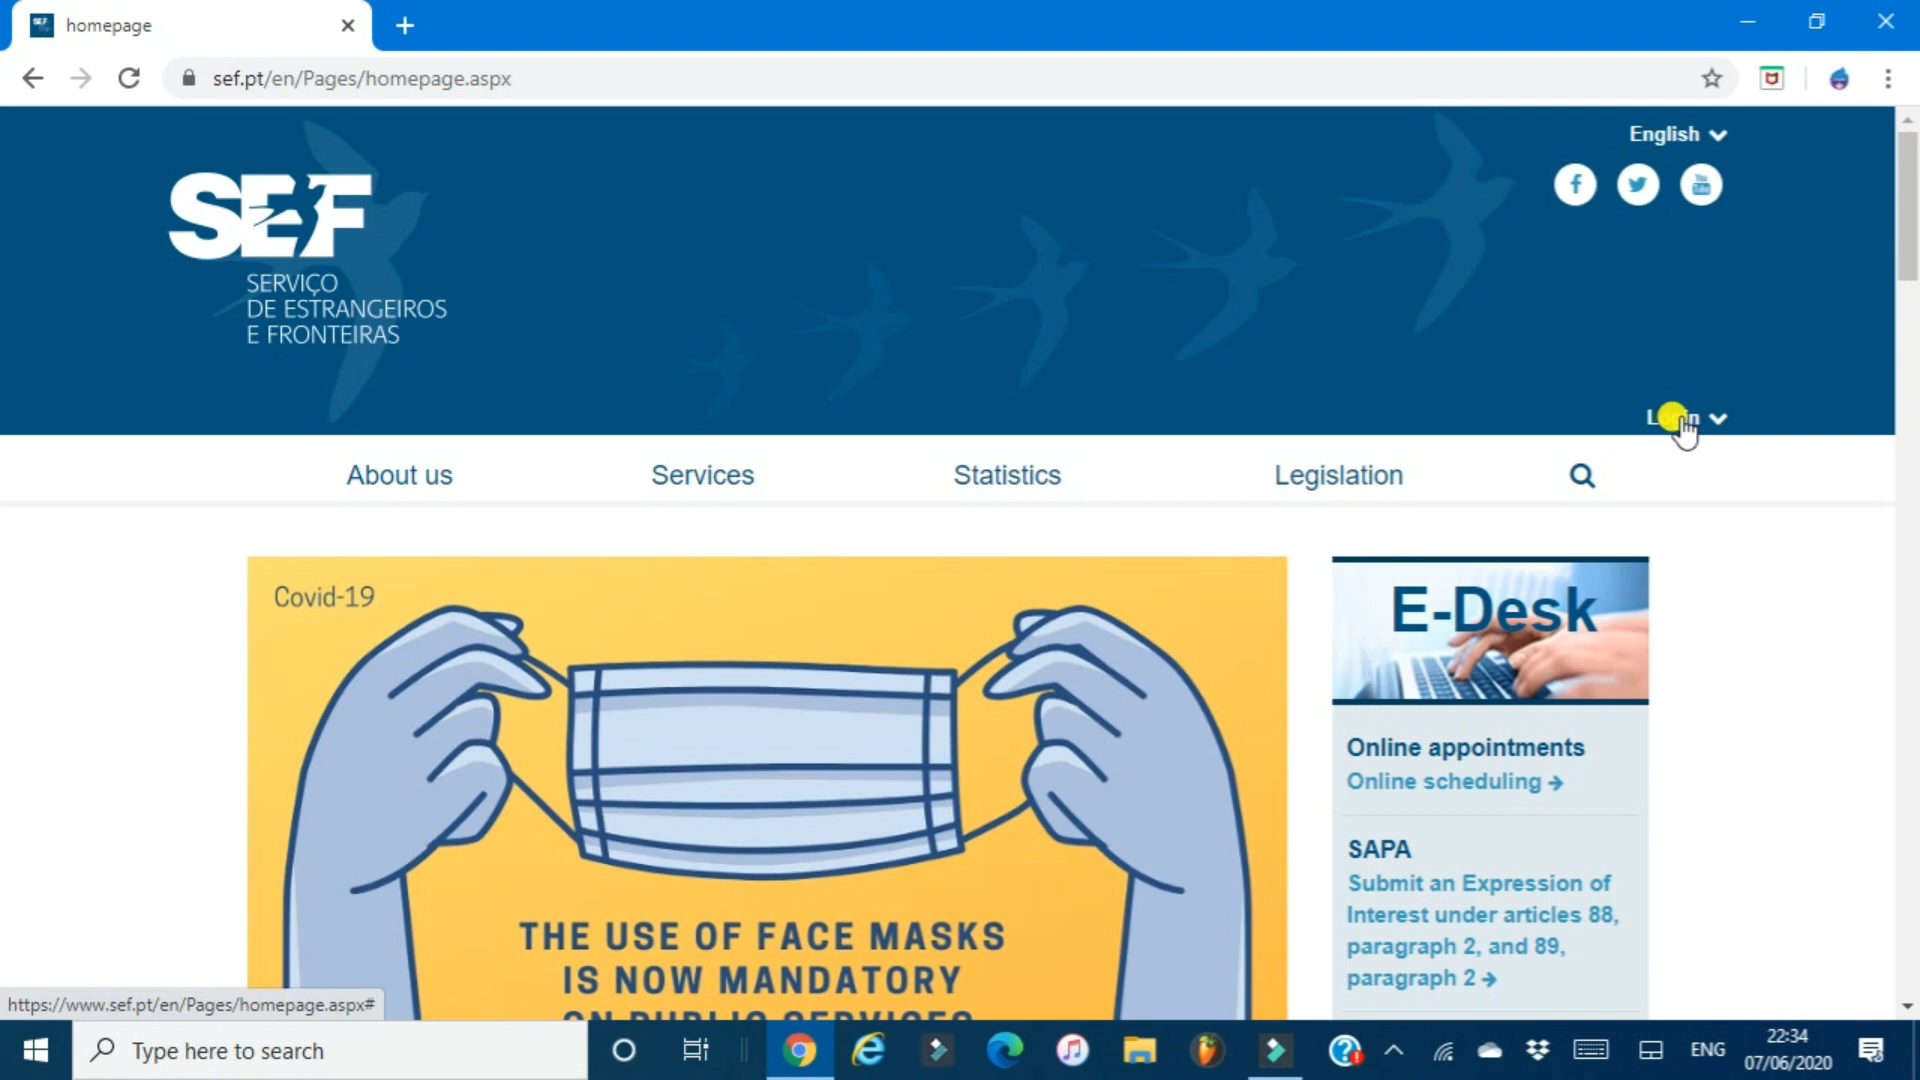 homepage
sef.pt/en/Pages/homepage.aspx
English
SEF
SERVIÇO
DE ESTRANGEIROS
E FRONTEIRAS
Login
About us
Services
Statistics
Legislation
Covid-19
THE USE OF FACE MASKS
IS NOW MANDATORY
ON PUBLIC SERVICES
E-Desk
Online appointments
Online scheduling
SAPA
Submit an Expression of
Interest under articles 88,
paragraph 2, and 89,
paragraph 2
https://www.sef.pt/en/Pages/homepage.aspx#
Type here to search
ENG
22:34
07/06/2020